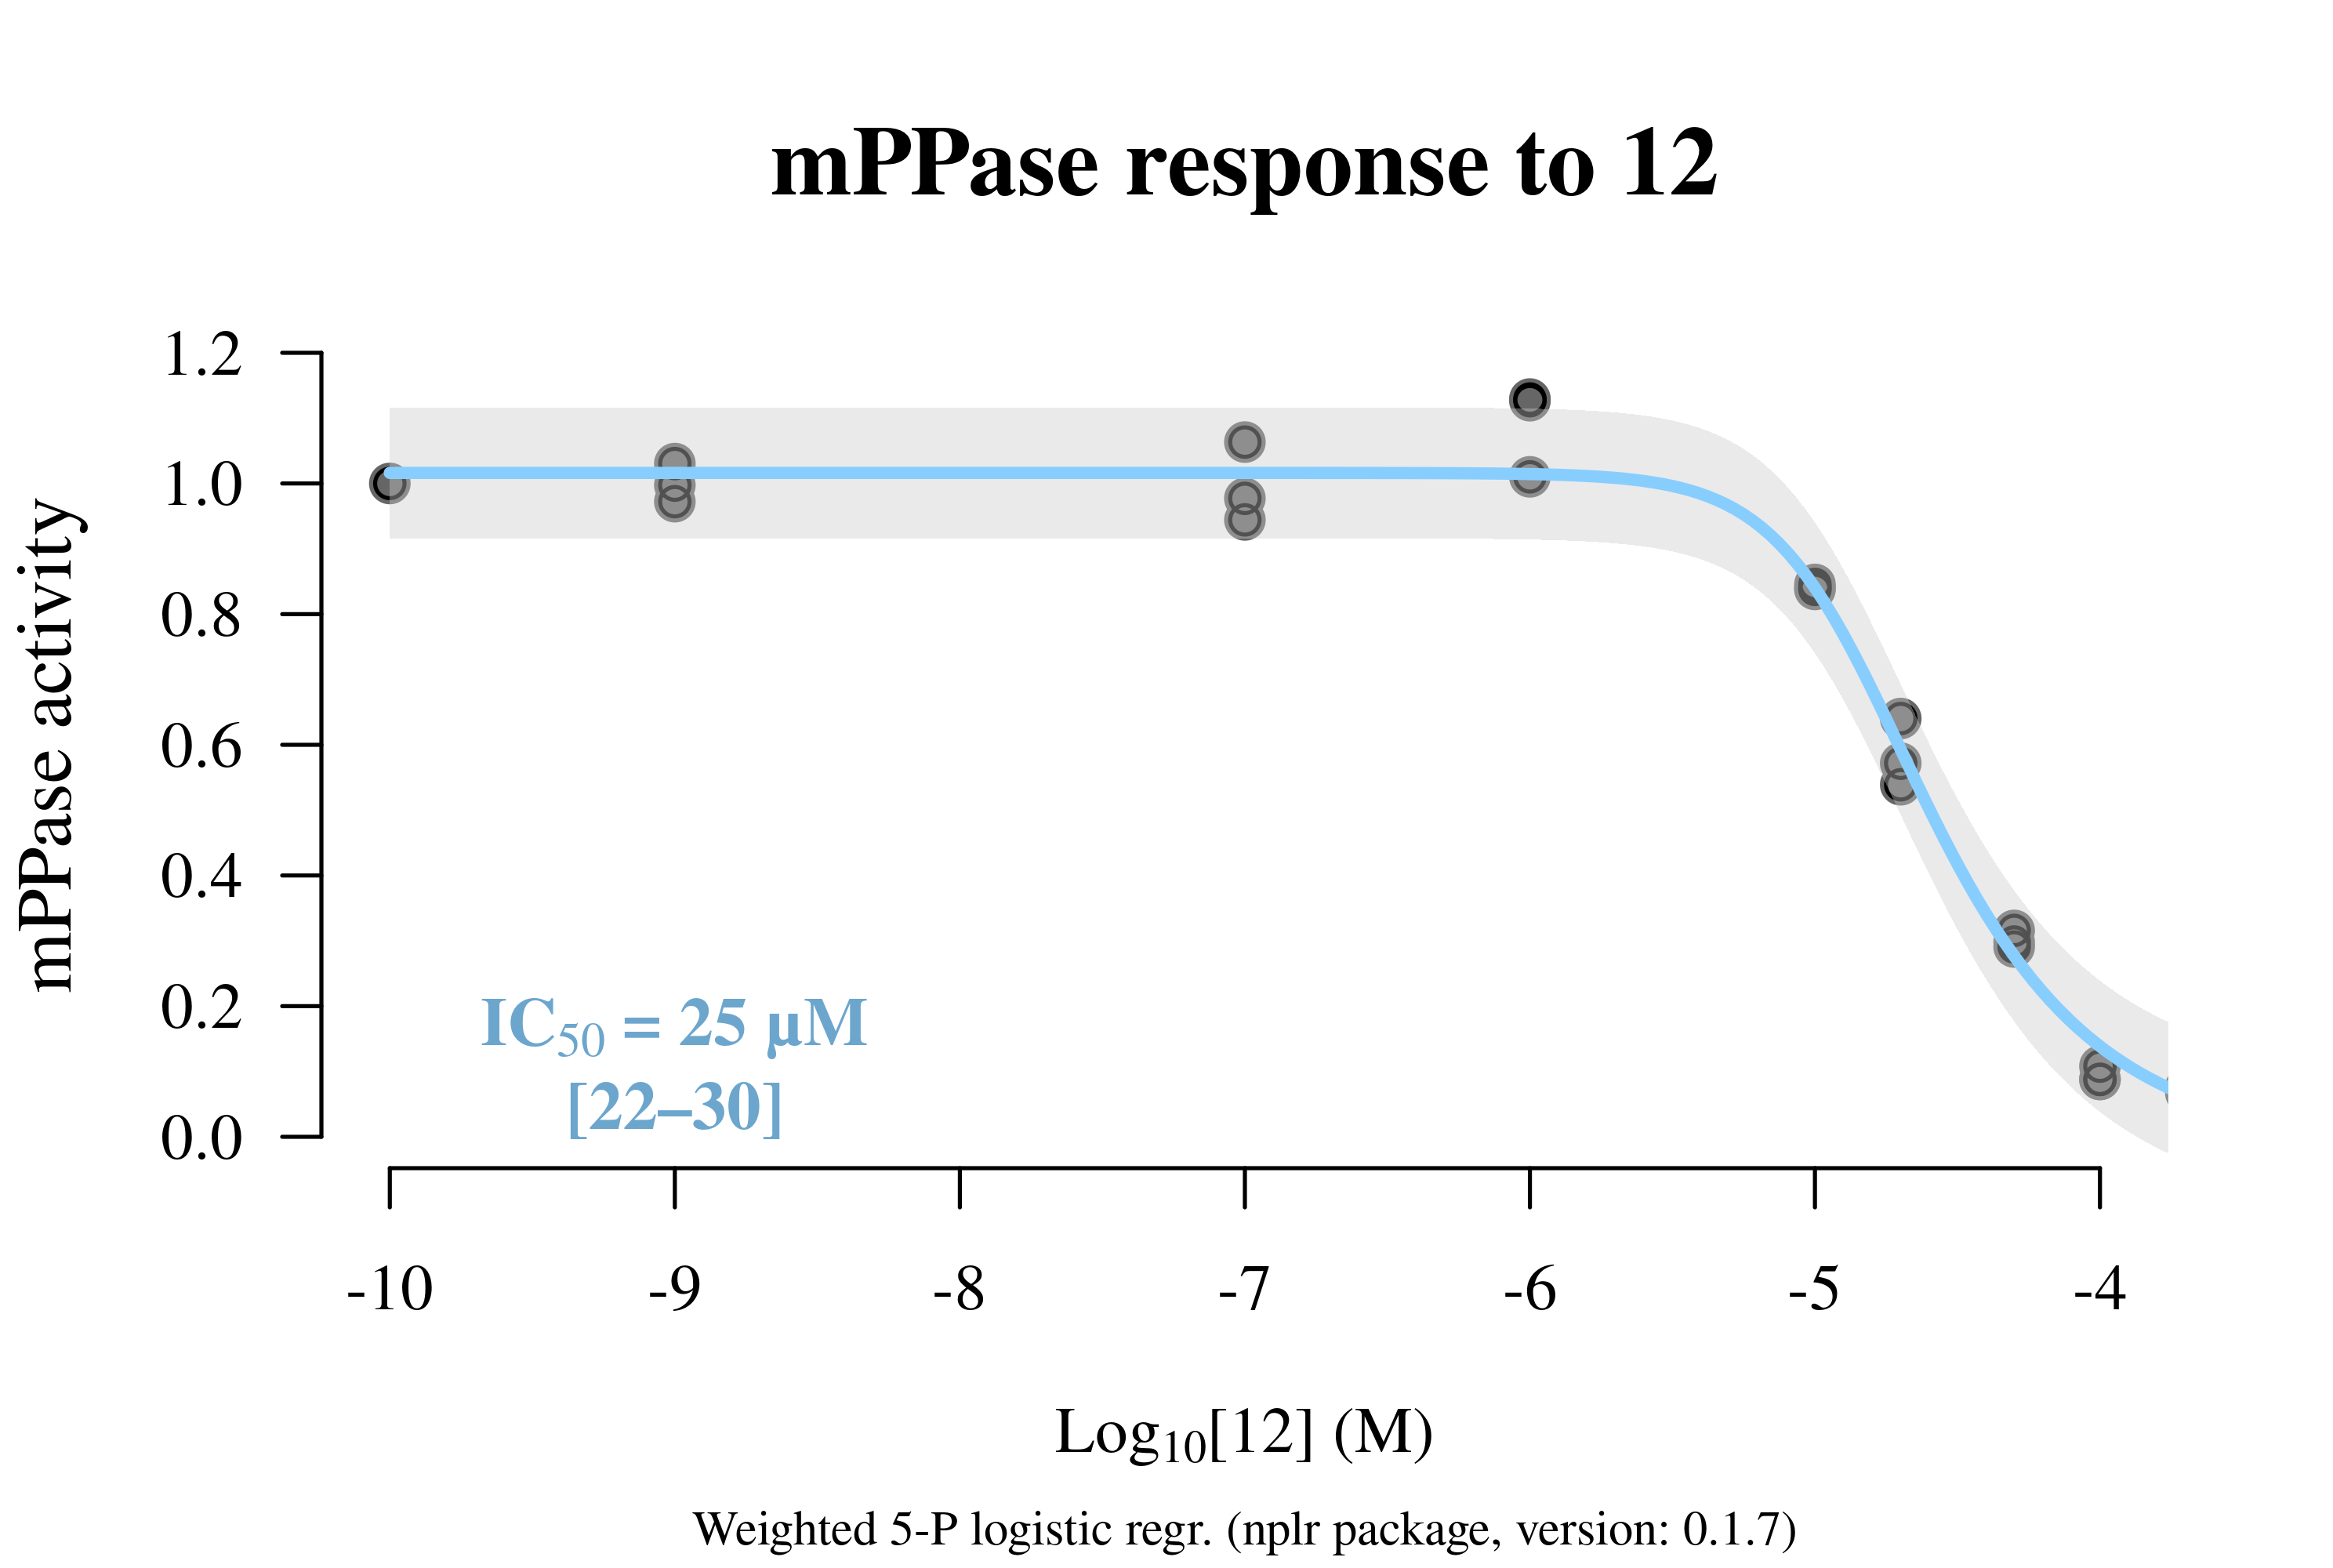 mPPase response to 12
mPPase activity
1.2
1.0
0.8
0.6
0.4
0.2
0.0
IC50 = 25 µM
[22–30]
-10 -9 -8 -7 -6 -5 -4
Log10[12] (M)
Weighted 5-P logistic regr. (nplr package, version: 0.1.7)